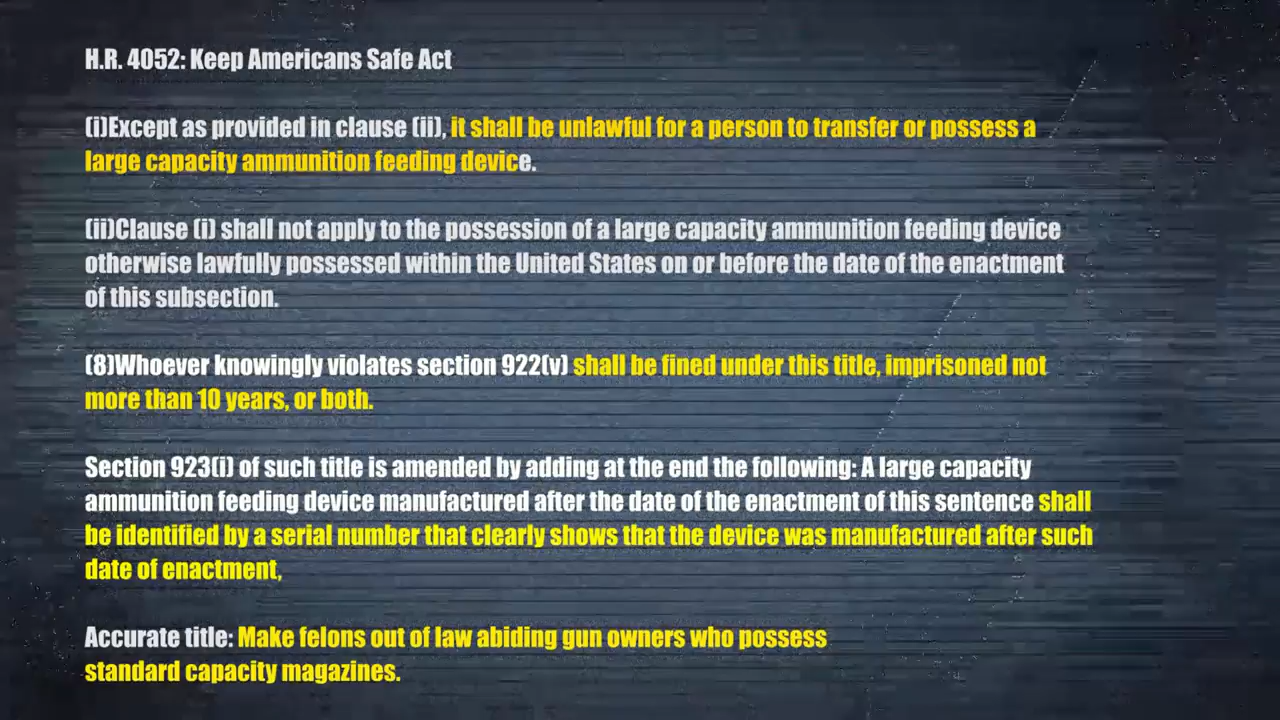 H.R. 4052: Keep Americans Safe Act
(i)Except as provided in clause (ii), it shall be unlawful for a person to transfer or possess a
large capacity ammunition feeding device.
(ii)Clause (i) shall not apply to the possession of a large capacity ammunition feeding device
otherwise lawfully possessed within the United States on or before the date of the enactment
of this subsection.
(8)Whoever knowingly violates section 922(v) shall be fined under this title, imprisoned not
more than 10 years, or both.
Section 923(i) of such title is amended by adding at the end the following: A large capacity
ammunition feeding device manufactured after the date of the enactment of this sentence shall
be identified by a serial number that clearly shows that the device was manufactured after such
date of enactment,
Accurate title: Make felons out of law abiding gun owners who possess
standard capacity magazines.